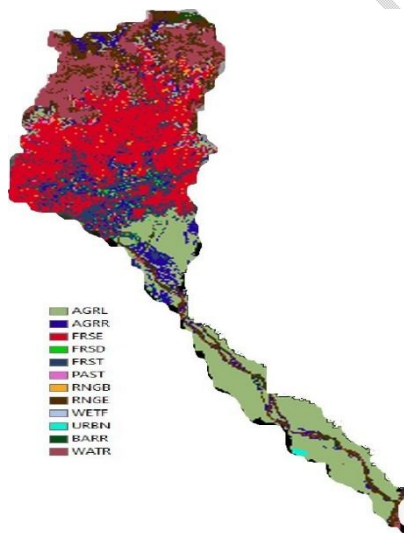 AGRL
AGRR
FRSE
FRSD
FRST
PAST
RNGB
RNGE
WETF
URBN
BARR
WATR